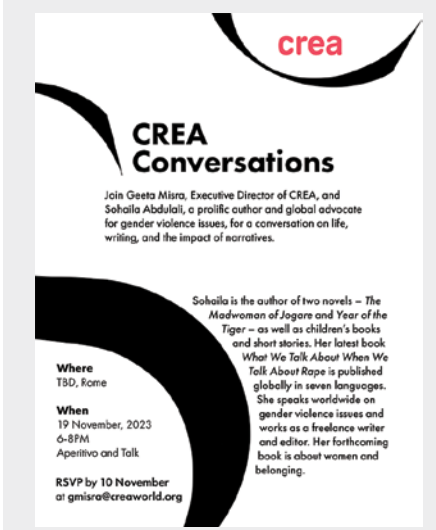 crea
CREA
Conversations
Join Geeta Misra, Executive Director of CREA, and
Sohaila Abdulali, a prolific author and global advocate
for gender violence issues, for a conversation on life,
writing, and the impact of narratives.
Sohaila is the author of two novels – The
Madwoman of Jogare and Year of the
Tiger – as well as children's books
and short stories. Her latest book
What We Talk About When We
Talk About Rape is published
globally in seven languages.
She speaks worldwide on
gender violence issues and
works as a freelance writer
and editor. Her forthcoming
book is about women and
belonging.
Where
TBD, Rome
When
19 November, 2023
6-8PM
Aperitivo and Talk
RSVP by 10 November
at gmisra@creaworld.org